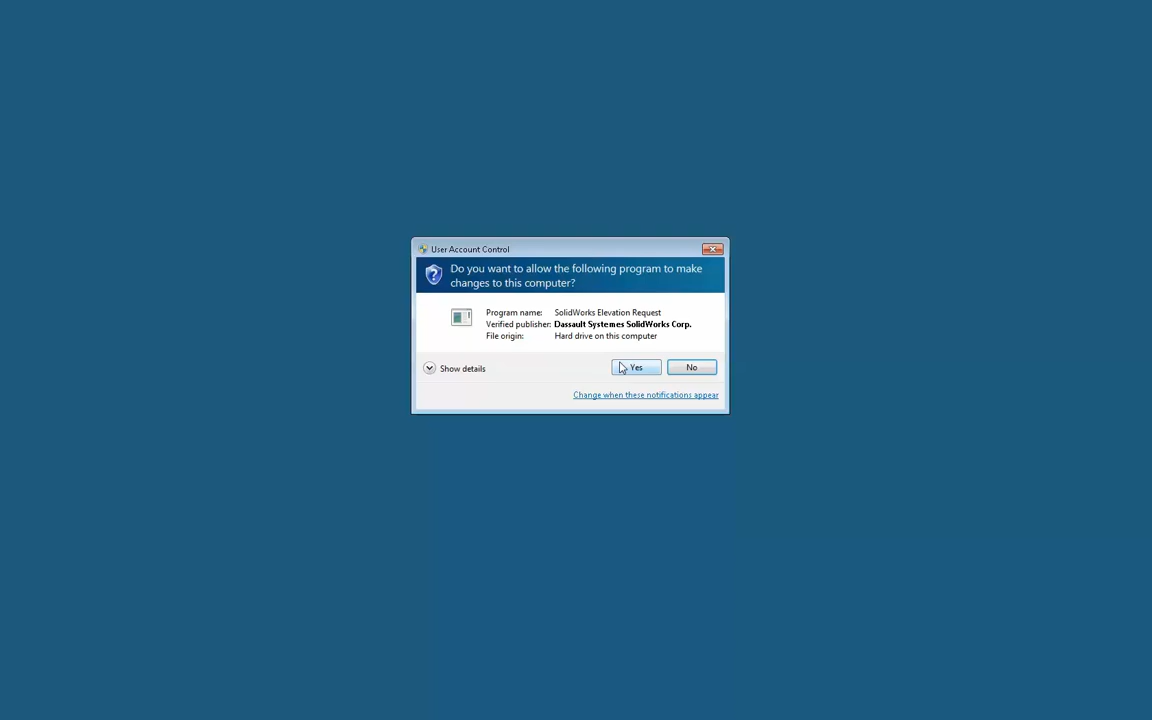 User Account Control
Do you want to allow the following program to make
changes to this computer?
Program name: SolidWorks Elevation Request
Verified publisher: Dassault Systemes SolidWorks Corp.
File origin: Hard drive on this computer
Show details Yes No
Change when these notifications appear